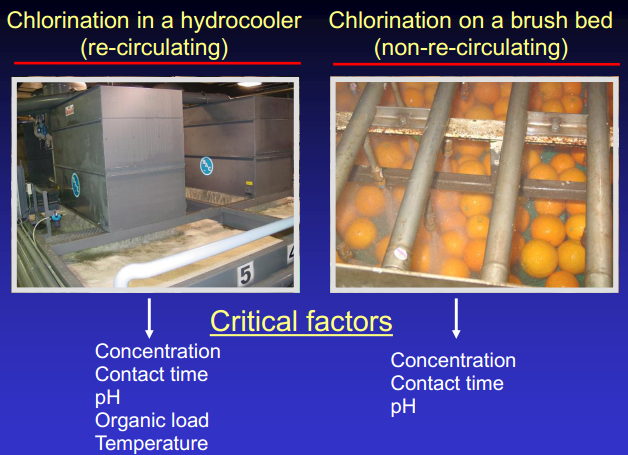 Chlorination in a hydrocooler
(re-circulating)
Chlorination on a brush bed
(non-re-circulating)
5
Critical factors
Concentration
Contact time
pH
Organic load
Temperature
Concentration
Contact time
pH